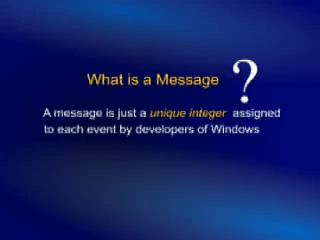 What is a Message ?
A message is just a unique integer assigned
to each event by developers of Windows